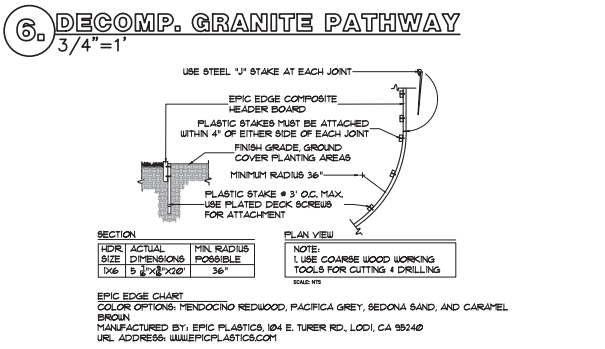 6. DECOMP. GRANITE PATHWAY
3/4"=1'
USE STEEL "J" STAKE AT EACH JOINT
EPIC EDGE COMPOSITE
HEADER BOARD
PLASTIC STAKES MUST BE ATTACHED
WITHIN 4" OF EITHER SIDE OF EACH JOINT
FINISH GRADE, GROUND
COVER PLANTING AREAS
MINIMUM RADIUS 36"
PLASTIC STAKE @ 3' O.C. MAX.
USE PLATED DECK SCREWS
FOR ATTACHMENT
SECTION
HDR. SIZE
ACTUAL DIMENSIONS
MIN. RADIUS POSSIBLE
1X6
36"
PLAN VIEW
NOTE:
1. USE COARSE WOOD WORKING
TOOLS FOR CUTTING & DRILLING
SCALE: NTS
EPIC EDGE CHART
COLOR OPTIONS: MENDOCINO REDWOOD, PACIFICA GREY, SEDONA SAND, AND CARAMEL
BROWN
MANUFACTURED BY: EPIC PLASTICS, 104 E. TURER RD., LODI, CA 95240
URL ADDRESS: WWW.EPICPLASTICS.COM